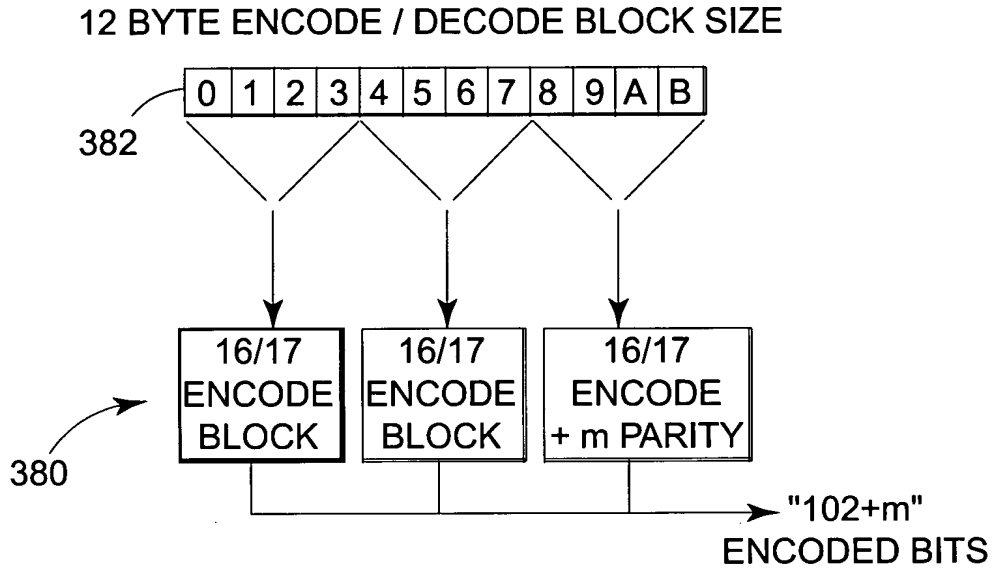 12 BYTE ENCODE / DECODE BLOCK SIZE
0 1 2 3 4 5 6 7 8 9 A B
382
16/17
ENCODE
BLOCK
16/17
ENCODE
BLOCK
16/17
ENCODE
+ m PARITY
380
"102+m"
ENCODED BITS